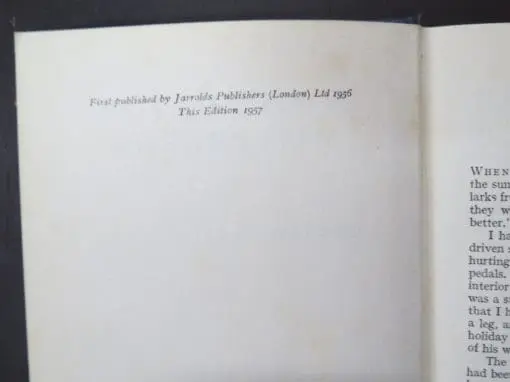 First published by Jarrolds Publishers (London) Ltd 1956
This Edition 1957
WHEN
the sun
larks fr
they w
better,'
I ha
driven s
hurting
pedals.
interior
was a s
that I h
a leg, a
holiday
of his w
The
had bee